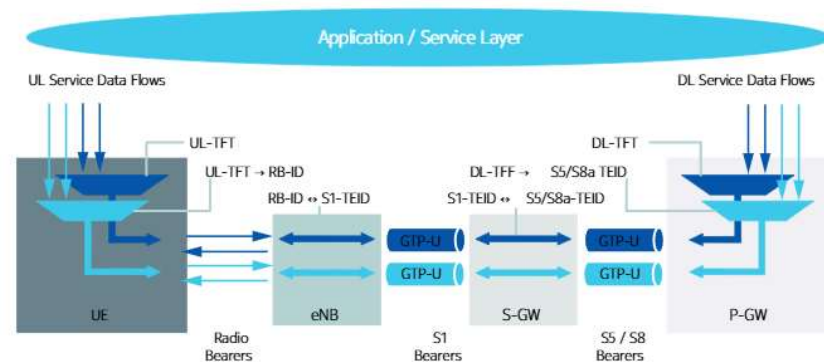 Application / Service Layer
UL Service Data Flows
DL Service Data Flows
UL-TFT
DL-TFT
UL-TFT → RB-ID
DL-TFF → S5/S8a TEID
RB-ID ↔ S1-TEID
S1-TEID ↔ S5/S8a-TEID
GTP-U
GTP-U
GTP-U
GTP-U
UE
eNB
S-GW
P-GW
Radio
Bearers
S1
Bearers
S5 / S8
Bearers